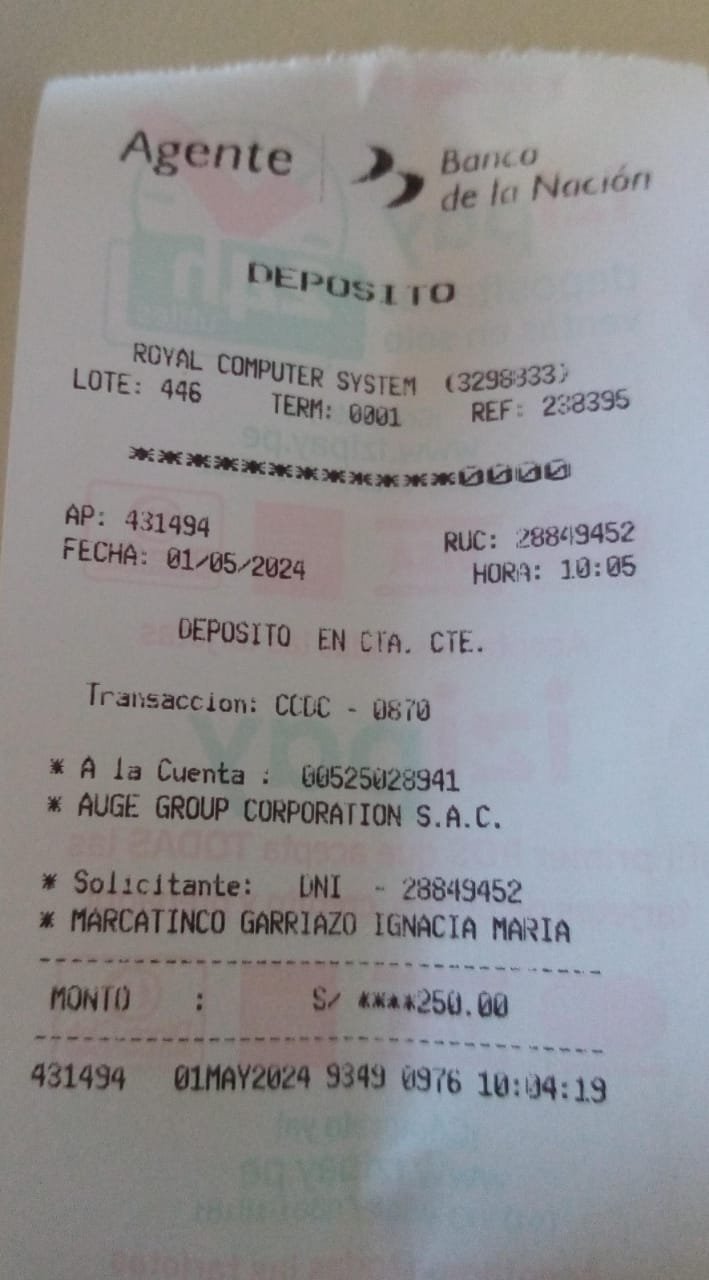 Agente | Banco de la Nación
DEPOSITO
ROYAL COMPUTER SYSTEM (3298333)
LOTE: 446 TERM: 0001 REF: 238395
************0000
AP: 431494 RUC: 28849452
FECHA: 01/05/2024 HORA: 10:05
DEPOSITO EN CTA. CTE.
Transaccion: CCDC - 0870
* A la Cuenta : 00525028941
* AUGE GROUP CORPORATION S.A.C.
* Solicitante: DNI - 28849452
* MARCATINCO GARRIAZO IGNACIA MARIA
MONTO : S/ ****250.00
431494 01MAY2024 9349 0976 10:04:19